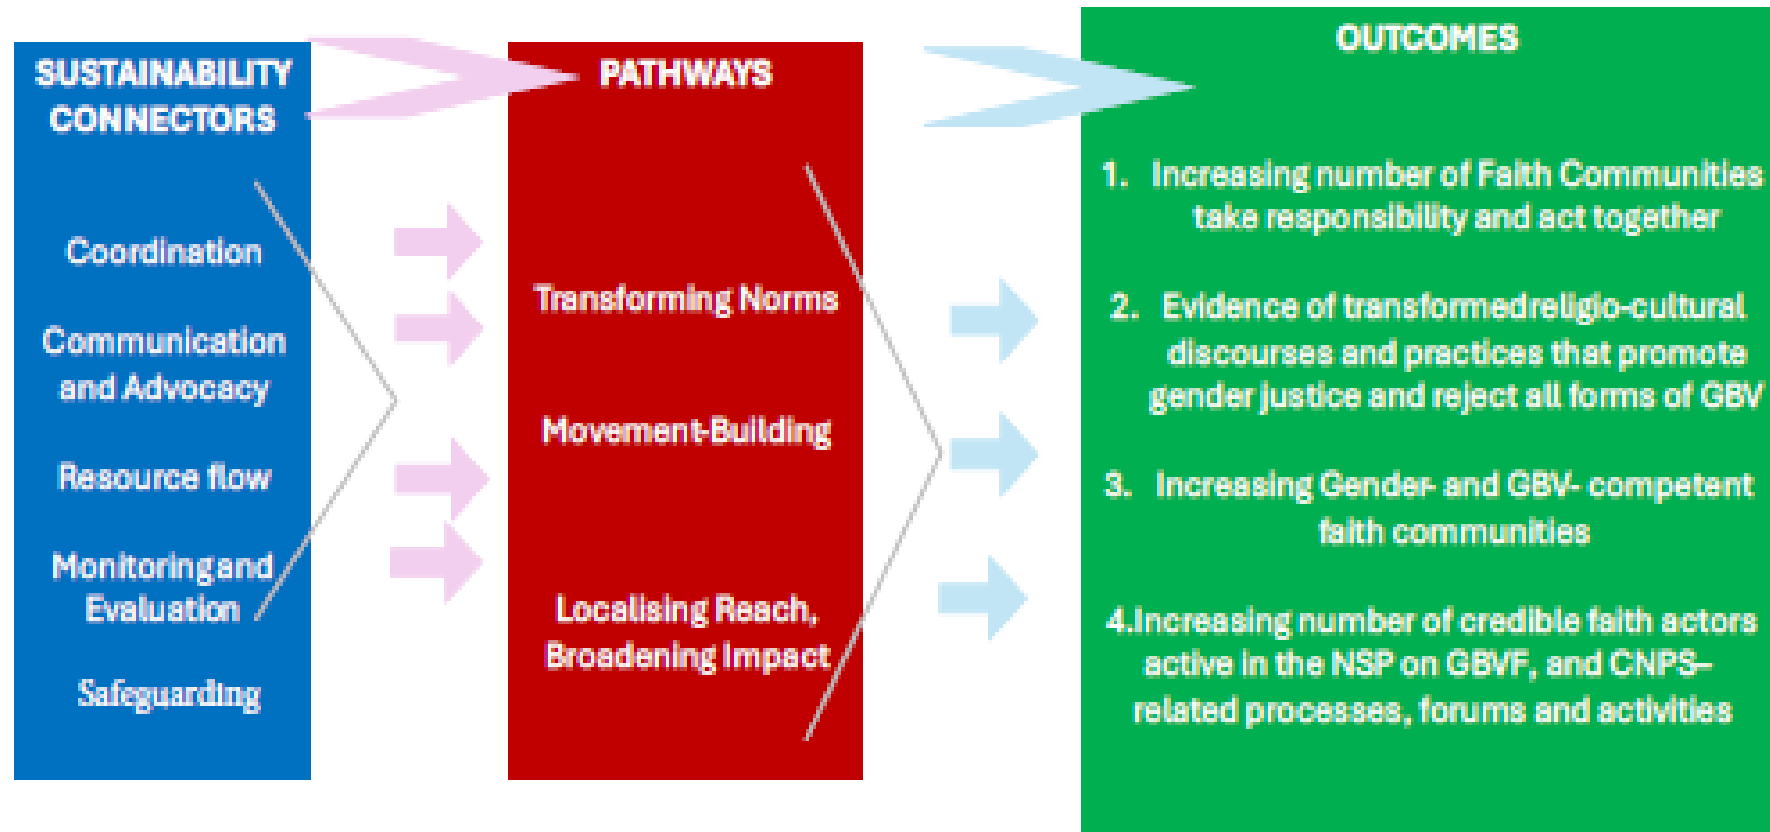 SUSTAINABILITY
CONNECTORS
Coordination
Communication
and Advocacy
Resource flow
Monitoring and
Evaluation
Safeguarding
PATHWAYS
Transforming Norms
Movement-Building
Localising Reach,
Broadening Impact
OUTCOMES
1. Increasing number of Faith Communities
take responsibility and act together
2. Evidence of transformedreligio-cultural
discourses and practices that promote
gender justice and reject all forms of GBV
3. Increasing Gender- and GBV- competent
faith communities
4.Increasing number of credible faith actors
active in the NSP on GBVF, and CNPS–
related processes, forums and activities